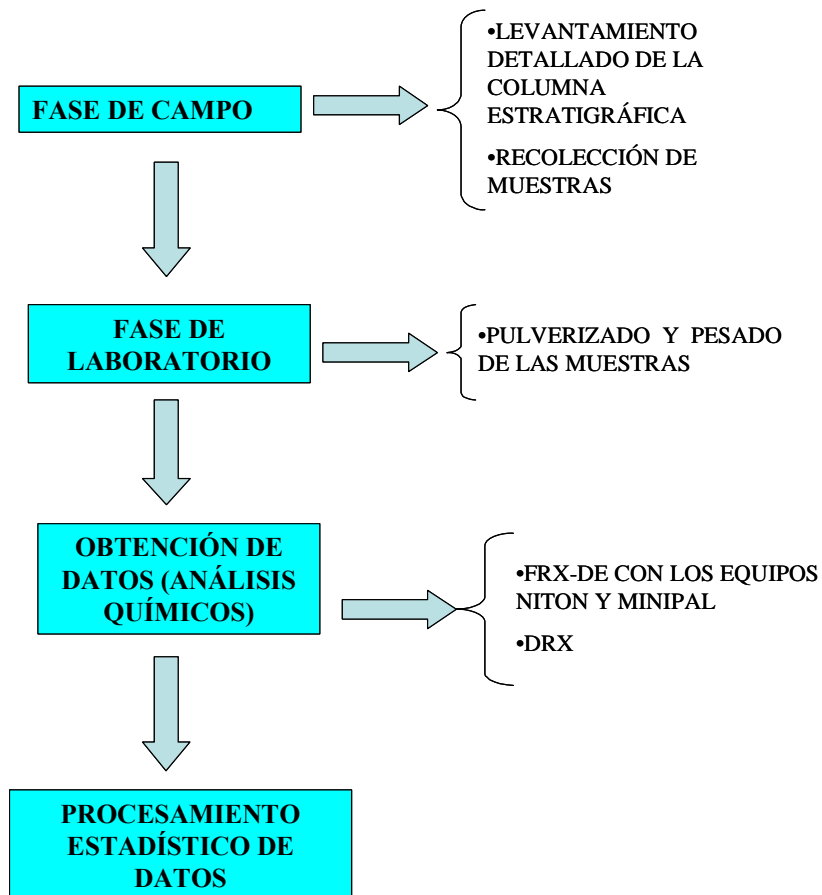 FASE DE CAMPO
•LEVANTAMIENTO
DETALLADO DE LA
COLUMNA
ESTRATIGRÁFICA
•RECOLECCIÓN DE
MUESTRAS
FASE DE
LABORATORIO
•PULVERIZADO Y PESADO
DE LAS MUESTRAS
OBTENCIÓN DE
DATOS (ANÁLISIS
QUÍMICOS)
•FRX-DE CON LOS EQUIPOS
NITON Y MINIPAL
•DRX
PROCESAMIENTO
ESTADÍSTICO DE
DATOS